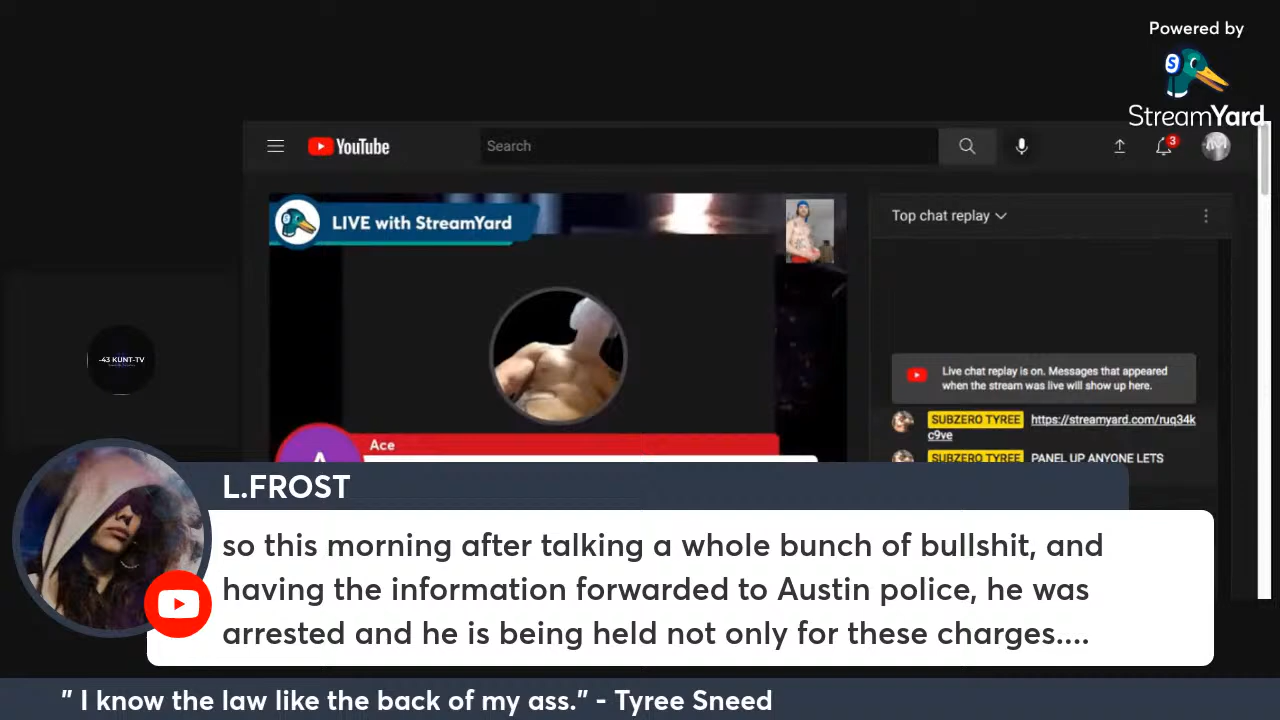 Powered by
StreamYard
YouTube
Search
3
LIVE with StreamYard
Top chat replay
Live chat replay is on. Messages that appeared
when the stream was live will show up here.
SUBZERO TYREE https://streamyard.com/ruq34k
c9ve
SUBZERO TYREE PANEL UP ANYONE LETS
-43 KUNT-TV
Ace
A
L.FROST
so this morning after talking a whole bunch of bullshit, and
having the information forwarded to Austin police, he was
arrested and he is being held not only for these charges....
" I know the law like the back of my ass." - Tyree Sneed